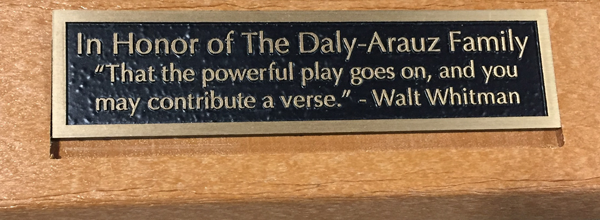 In Honor of The Daly-Arauz Family
“That the powerful play goes on, and you
may contribute a verse.” - Walt Whitman